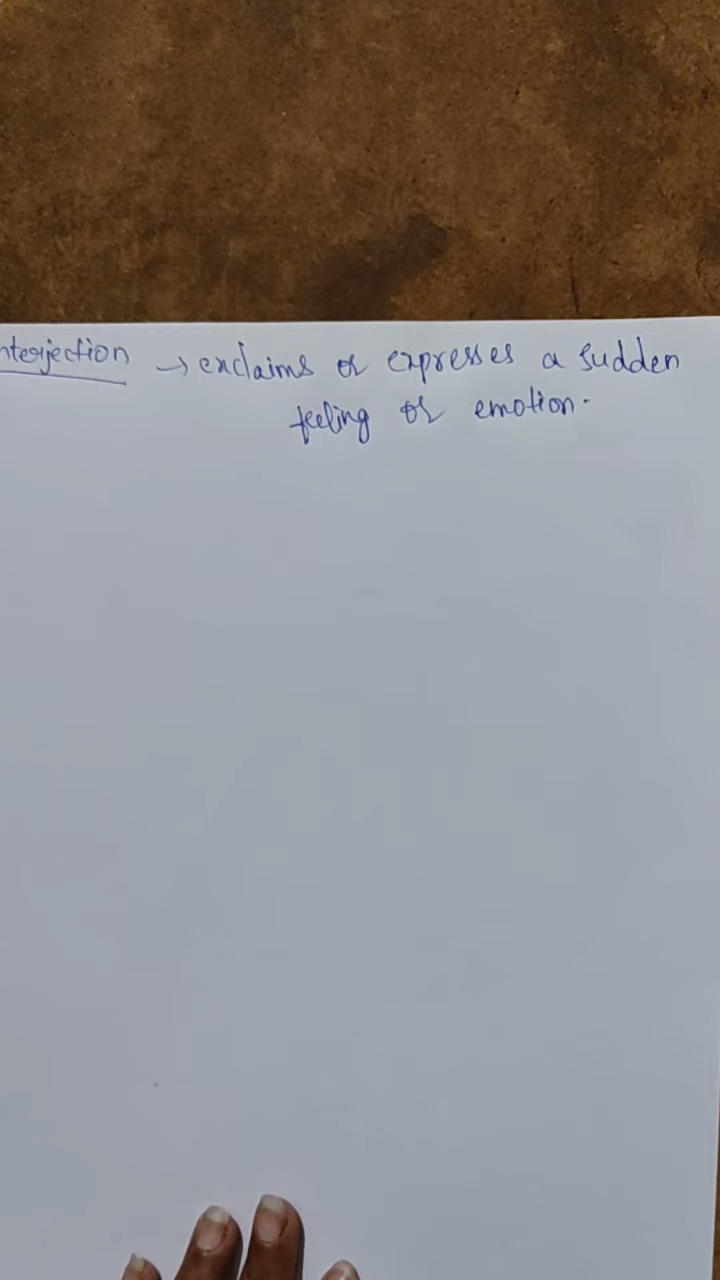 nterjection → exclaims or expresses a sudden
feeling or emotion.